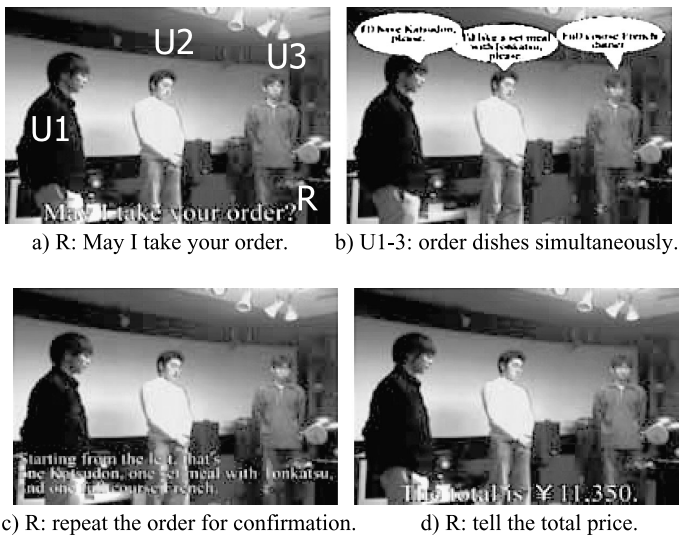 U1
U2
U3
R
May I take your order?
a) R: May I take your order.
I'd have Katsudon,
please.
I'd like a set meal
with Tonkatsu,
please
Full course French
dinner
b) U1-3: order dishes simultaneously.
Starting from the left, that's
one Katsudon, one set meal with Tonkatsu,
and one full course French.
c) R: repeat the order for confirmation.
The total is ¥11,350.
d) R: tell the total price.